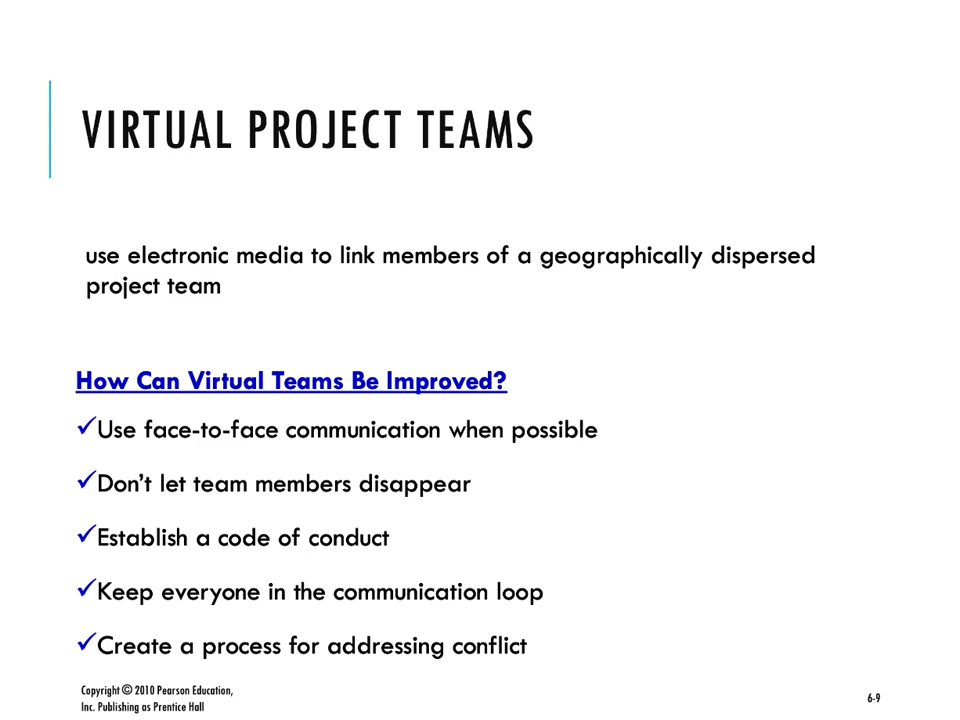 VIRTUAL PROJECT TEAMS
use electronic media to link members of a geographically dispersed
project team
How Can Virtual Teams Be Improved?
✓Use face-to-face communication when possible
✓Don’t let team members disappear
✓Establish a code of conduct
✓Keep everyone in the communication loop
✓Create a process for addressing conflict
Copyright © 2010 Pearson Education,
Inc. Publishing as Prentice Hall
6-9